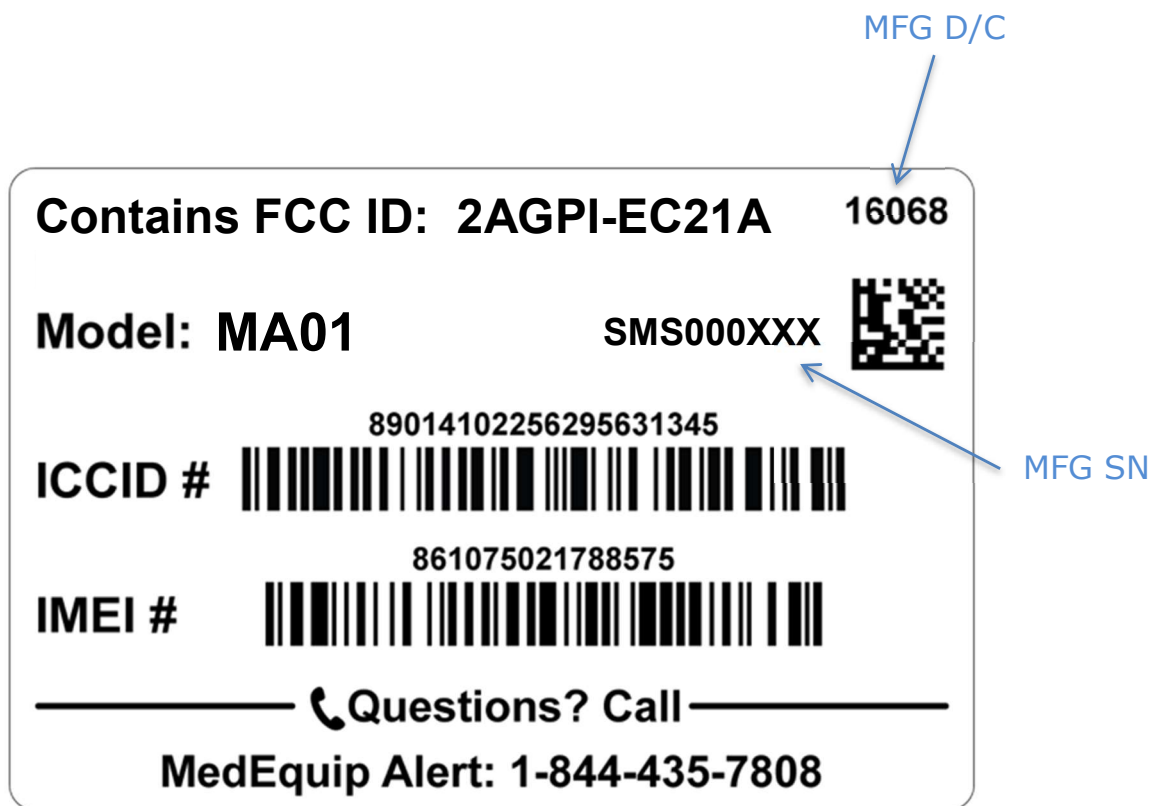 MFG D/C
Contains FCC ID: 2AGPI-EC21A 16068
Model: MA01 SMS000XXX
MFG SN
89014102256295631345
ICCID #
861075021788575
IMEI #
Questions? Call
MedEquip Alert: 1-844-435-7808